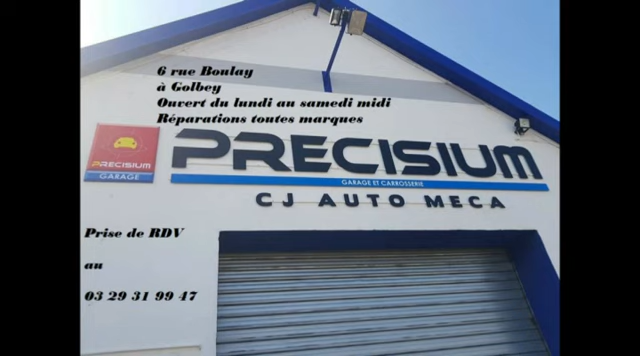 6 rue Boulay
à Golbey
Ouvert du lundi au samedi midi
Réparations toutes marques
PRECISIUM
GARAGE
PRECISIUM
GARAGE ET CARROSSERIE
CJ AUTO MECA
Prise de RDV
au
03 29 31 99 47